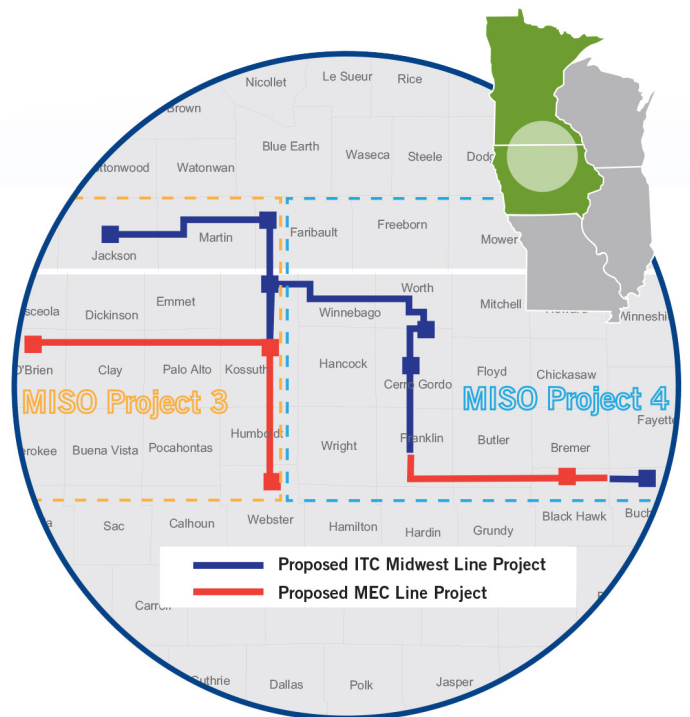 Nicollet
Le Sueur
Rice
Brown
Blue Earth
ttonwood
Watonwan
Waseca
Steele
Dodg
Jackson
Martin
Faribault
Freeborn
Mower
sceola
Dickinson
Emmet
Winnebago
Worth
Mitchell
Winneshi
O'Brien
Clay
Palo Alto
Kossuth
Hancock
Cerro Gordo
Floyd
Chickasaw
MISO Project 3
MISO Project 4
Fayette
erokee
Buena Vista
Pocahontas
Humboldt
Wright
Franklin
Butler
Bremer
Sac
Calhoun
Webster
Hamilton
Hardin
Grundy
Black Hawk
Buch
Proposed ITC Midwest Line Project
Proposed MEC Line Project
Carroll
Guthrie
Dallas
Polk
Jasper